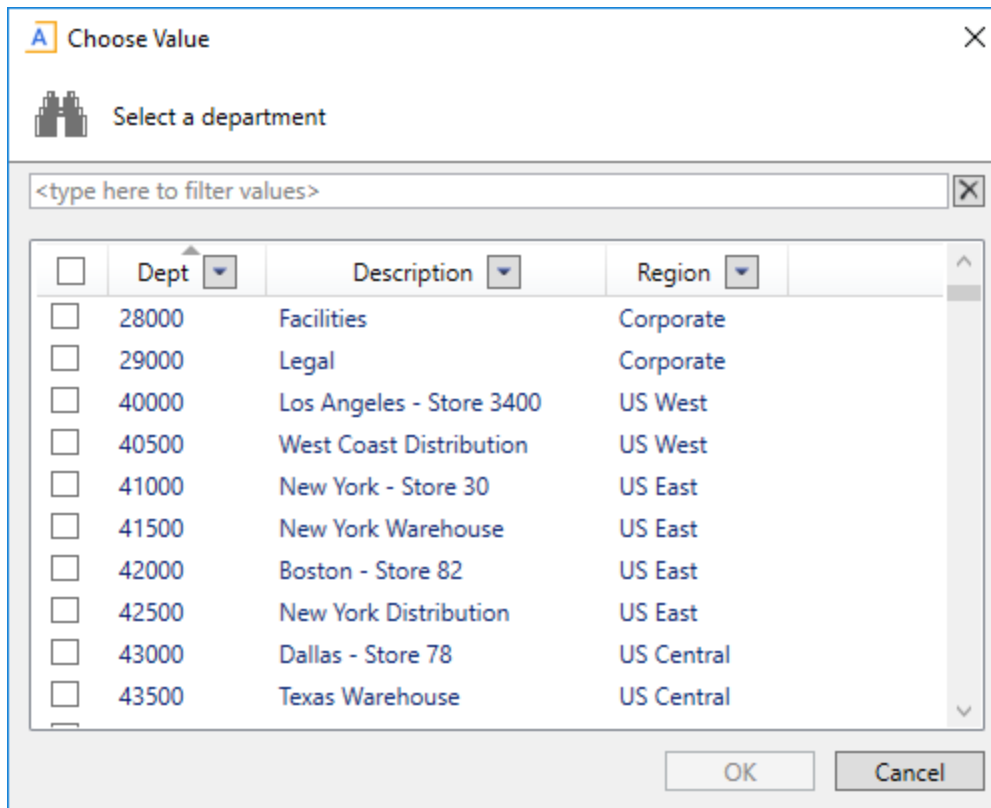 A Choose Value
Select a department
<type here to filter values>
Dept Description Region
28000 Facilities Corporate
29000 Legal Corporate
40000 Los Angeles - Store 3400 US West
40500 West Coast Distribution US West
41000 New York - Store 30 US East
41500 New York Warehouse US East
42000 Boston - Store 82 US East
42500 New York Distribution US East
43000 Dallas - Store 78 US Central
43500 Texas Warehouse US Central
OK Cancel